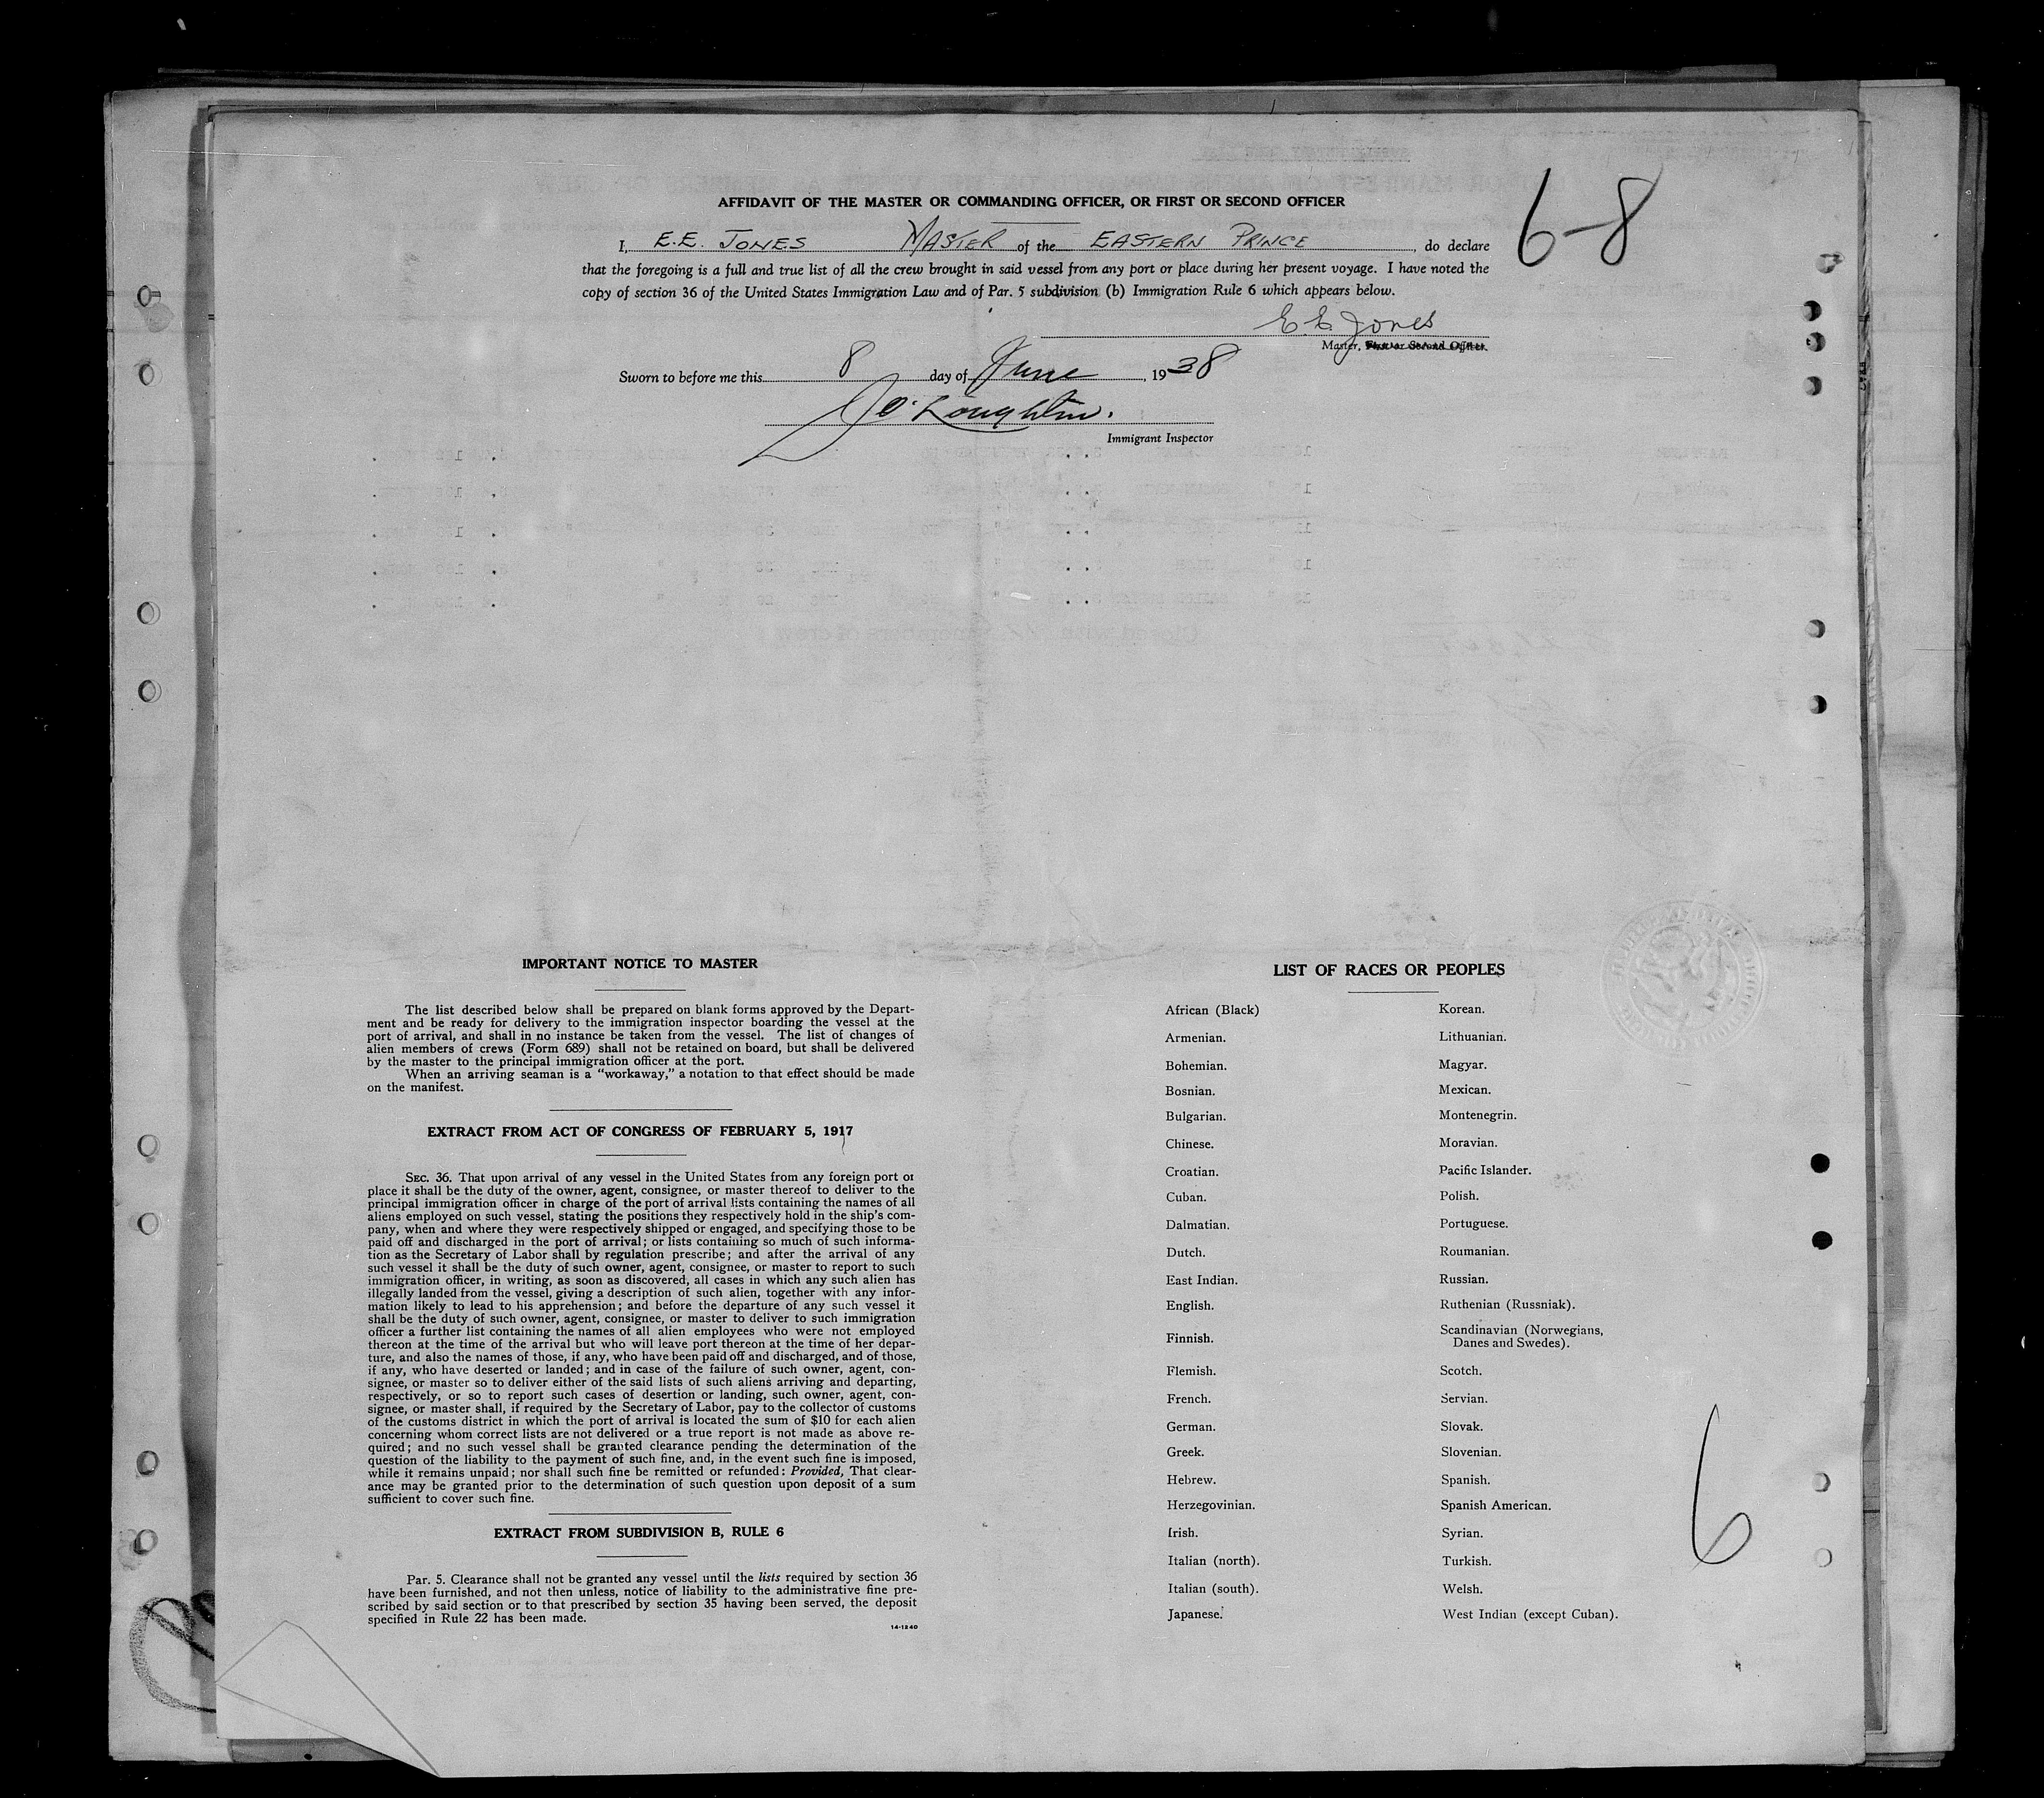 AFFIDAVIT OF THE MASTER OR COMMANDING OFFICER, OR FIRST OR SECOND OFFICER
6-8
I, E.E. JONES MASTER of the EASTERN PRINCE, do declare
that the foregoing is a full and true list of all the crew brought in said vessel from any port or place during her present voyage. I have noted the
copy of section 36 of the United States Immigration Law and of Par. 5 subdivision (b) Immigration Rule 6 which appears below.
E.E. Jones
Master, First or Second Officer.
Sworn to before me this 8 day of June, 1938
J O'Loughlin.
Immigrant Inspector
IMPORTANT NOTICE TO MASTER
The list described below shall be prepared on blank forms approved by the Depart-
ment and be ready for delivery to the immigration inspector boarding the vessel at the
port of arrival, and shall in no instance be taken from the vessel. The list of changes of
alien members of crews (Form 689) shall not be retained on board, but shall be delivered
by the master to the principal immigration officer at the port.
When an arriving seaman is a “workaway,” a notation to that effect should be made
on the manifest.
EXTRACT FROM ACT OF CONGRESS OF FEBRUARY 5, 1917
SEC. 36. That upon arrival of any vessel in the United States from any foreign port or
place it shall be the duty of the owner, agent, consignee, or master thereof to deliver to the
principal immigration officer in charge of the port of arrival lists containing the names of all
aliens employed on such vessel, stating the positions they respectively hold in the ship's com-
pany, when and where they were respectively shipped or engaged, and specifying those to be
paid off and discharged in the port of arrival; or lists containing so much of such informa-
tion as the Secretary of Labor shall by regulation prescribe; and after the arrival of any
such vessel it shall be the duty of such owner, agent, consignee, or master to report to such
immigration officer, in writing, as soon as discovered, all cases in which any such alien has
illegally landed from the vessel, giving a description of such alien, together with any infor-
mation likely to lead to his apprehension; and before the departure of any such vessel it
shall be the duty of such owner, agent, consignee, or master to deliver to such immigration
officer a further list containing the names of all alien employees who were not employed
thereon at the time of the arrival but who will leave port thereon at the time of her depar-
ture, and also the names of those, if any, who have been paid off and discharged, and of those,
if any, who have deserted or landed; and in case of the failure of such owner, agent, con-
signee, or master so to deliver either of the said lists of such aliens arriving and departing,
respectively, or so to report such cases of desertion or landing, such owner, agent, con-
signee, or master shall, if required by the Secretary of Labor, pay to the collector of customs
of the customs district in which the port of arrival is located the sum of $10 for each alien
concerning whom correct lists are not delivered or a true report is not made as above re-
quired; and no such vessel shall be granted clearance pending the determination of the
question of the liability to the payment of such fine, and, in the event such fine is imposed,
while it remains unpaid; nor shall such fine be remitted or refunded: Provided, That clear-
ance may be granted prior to the determination of such question upon deposit of a sum
sufficient to cover such fine.
EXTRACT FROM SUBDIVISION B, RULE 6
Par. 5. Clearance shall not be granted any vessel until the lists required by section 36
have been furnished, and not then unless, notice of liability to the administrative fine pre-
scribed by said section or to that prescribed by section 35 having been served, the deposit
specified in Rule 22 has been made.
14-1240
LIST OF RACES OR PEOPLES
African (Black)
Armenian.
Bohemian.
Bosnian.
Bulgarian.
Chinese.
Croatian.
Cuban.
Dalmatian.
Dutch.
East Indian.
English.
Finnish.
Flemish.
French.
German.
Greek.
Hebrew.
Herzegovinian.
Irish.
Italian (north).
Italian (south).
Japanese.
Korean.
Lithuanian.
Magyar.
Mexican.
Montenegrin.
Moravian.
Pacific Islander.
Polish.
Portuguese.
Roumanian.
Russian.
Ruthenian (Russniak).
Scandinavian (Norwegians,
Danes and Swedes).
Scotch.
Servian.
Slovak.
Slovenian.
Spanish.
Spanish American.
Syrian.
Turkish.
Welsh.
West Indian (except Cuban).
6